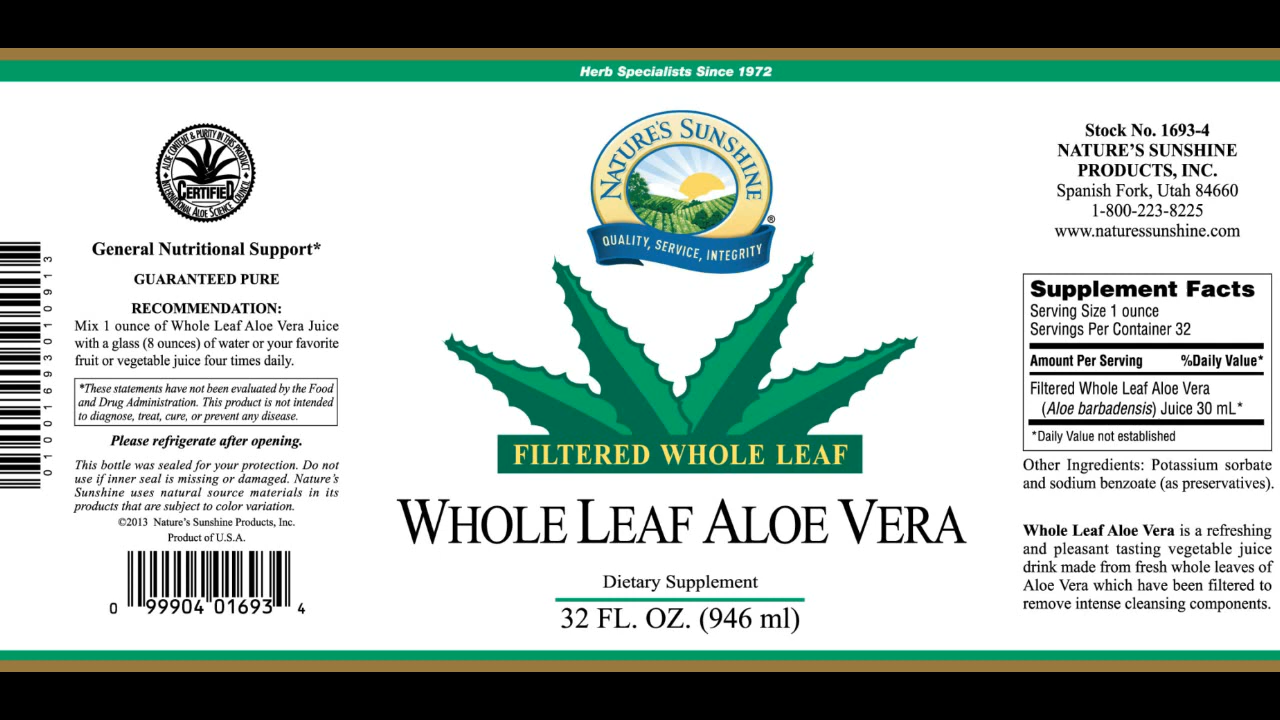 Herb Specialists Since 1972
ALOE CONTENT & PURITY IN THIS PRODUCT
CERTIFIED
INTERNATIONAL ALOE SCIENCE COUNCIL
General Nutritional Support*
GUARANTEED PURE
RECOMMENDATION:
Mix 1 ounce of Whole Leaf Aloe Vera Juice
with a glass (8 ounces) of water or your favorite
fruit or vegetable juice four times daily.
*These statements have not been evaluated by the Food
and Drug Administration. This product is not intended
to diagnose, treat, cure, or prevent any disease.
Please refrigerate after opening.
This bottle was sealed for your protection. Do not
use if inner seal is missing or damaged. Nature's
Sunshine uses natural source materials in its
products that are subject to color variation.
©2013 Nature's Sunshine Products, Inc.
Product of U.S.A.
0 99904 01693 4
01001693010913
NATURE'S SUNSHINE
®
QUALITY, SERVICE, INTEGRITY
FILTERED WHOLE LEAF
WHOLE LEAF ALOE VERA
Dietary Supplement
32 FL. OZ. (946 ml)
Stock No. 1693-4
NATURE'S SUNSHINE
PRODUCTS, INC.
Spanish Fork, Utah 84660
1-800-223-8225
www.naturessunshine.com
Supplement Facts
Serving Size 1 ounce
Servings Per Container 32
Amount Per Serving %Daily Value*
Filtered Whole Leaf Aloe Vera
(Aloe barbadensis) Juice 30 mL*
*Daily Value not established
Other Ingredients: Potassium sorbate
and sodium benzoate (as preservatives).
Whole Leaf Aloe Vera is a refreshing
and pleasant tasting vegetable juice
drink made from fresh whole leaves of
Aloe Vera which have been filtered to
remove intense cleansing components.